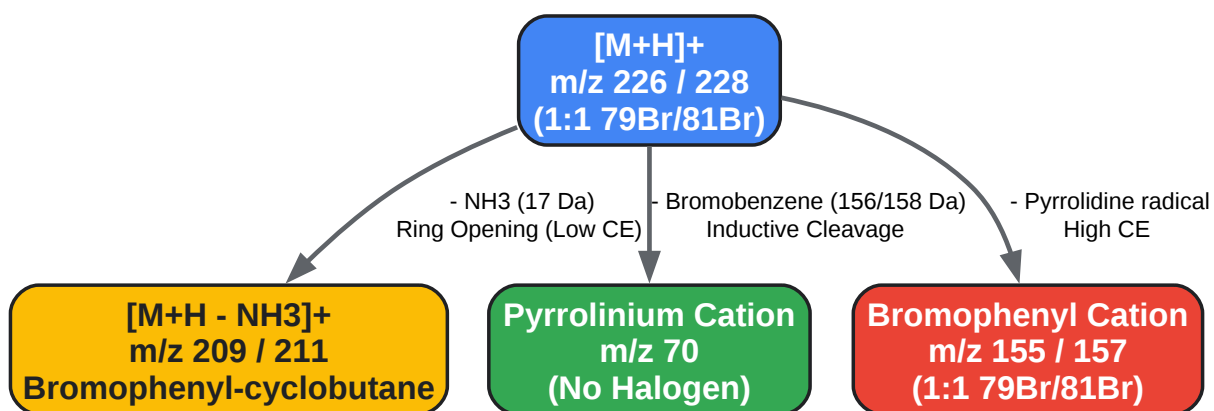 [M+H]+
m/z 226 / 228
(1:1 79Br/81Br)
- NH3 (17 Da)
Ring Opening (Low CE)
- Bromobenzene (156/158 Da)
Inductive Cleavage
- Pyrrolidine radical
High CE
[M+H - NH3]+
m/z 209 / 211
Bromophenyl-cyclobutane
Pyrrolinium Cation
m/z 70
(No Halogen)
Bromophenyl Cation
m/z 155 / 157
(1:1 79Br/81Br)